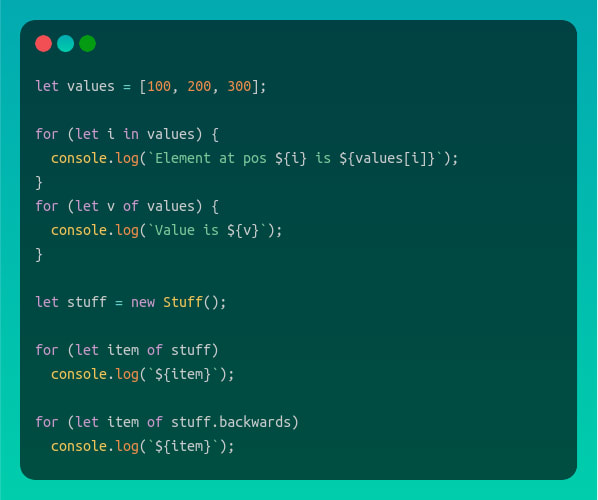 let values = [100, 200, 300];

for (let i in values) {
  console.log(`Element at pos ${i} is ${values[i]}`);
}
for (let v of values) {
  console.log(`Value is ${v}`);
}

let stuff = new Stuff();

for (let item of stuff)
  console.log(`${item}`);

for (let item of stuff.backwards)
  console.log(`${item}`);